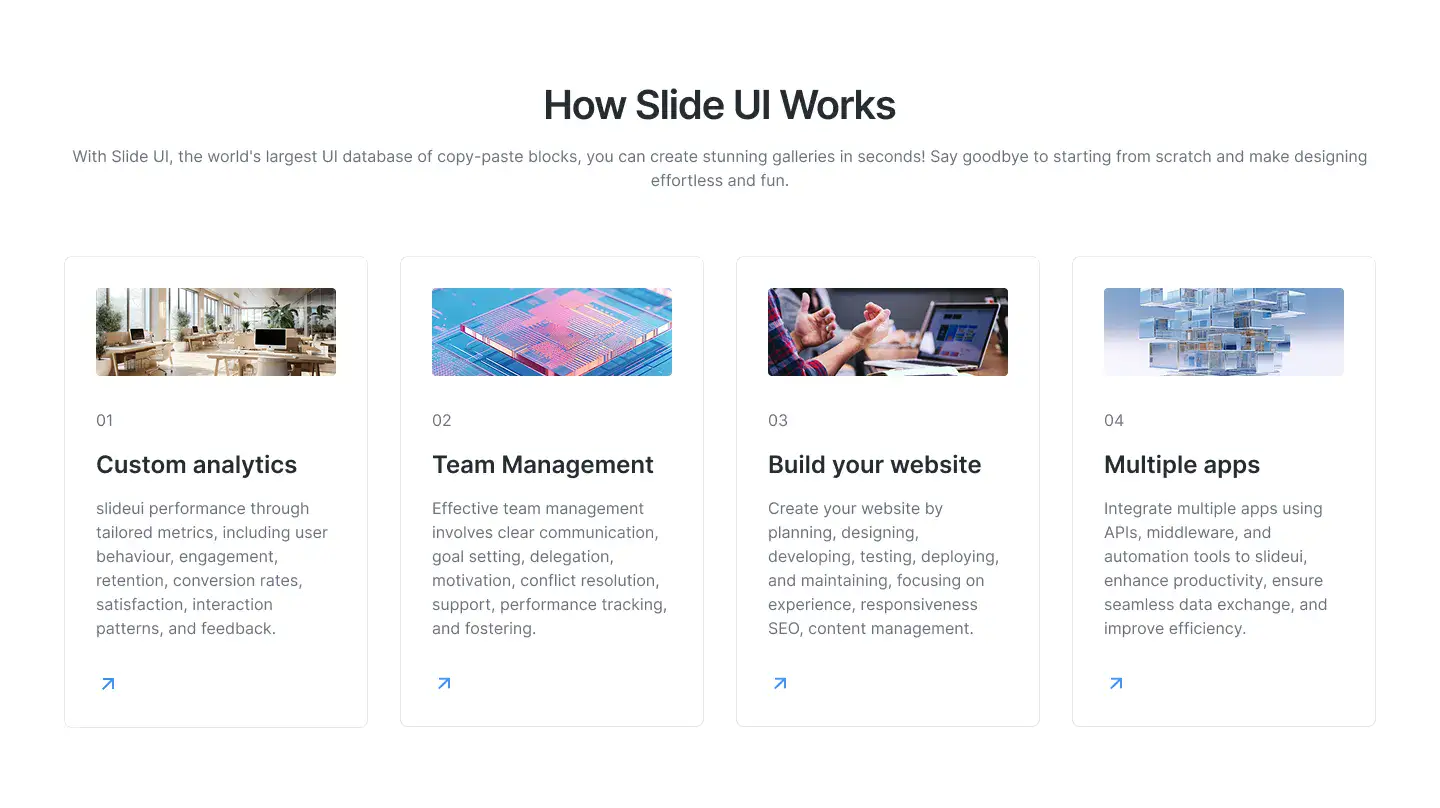 How Slide UI Works
With Slide UI, the world's largest UI database of copy-paste blocks, you can create stunning galleries in seconds! Say goodbye to starting from scratch and make designing
effortless and fun.
01
Custom analytics
slideui performance through
tailored metrics, including user
behaviour, engagement,
retention, conversion rates,
satisfaction, interaction
patterns, and feedback.
02
Team Management
Effective team management
involves clear communication,
goal setting, delegation,
motivation, conflict resolution,
support, performance tracking,
and fostering.
03
Build your website
Create your website by
planning, designing,
developing, testing, deploying,
and maintaining, focusing on
experience, responsiveness
SEO, content management.
04
Multiple apps
Integrate multiple apps using
APIs, middleware, and
automation tools to slideui,
enhance productivity, ensure
seamless data exchange, and
improve efficiency.